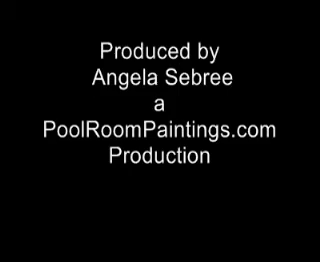 Produced by
Angela Sebree
a
PoolRoomPaintings.com
Production